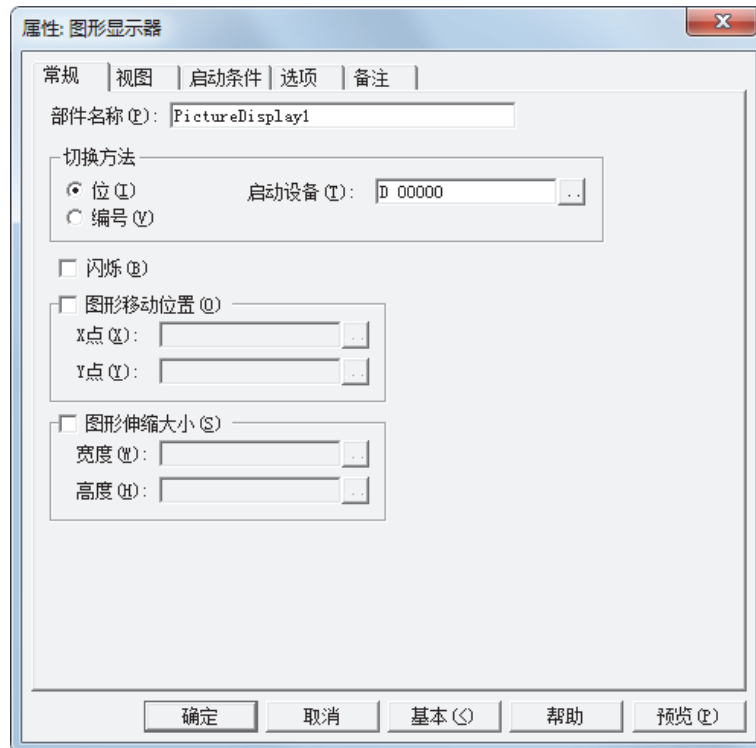 属性: 图形显示器
常规 视图 启动条件 选项 备注
部件名称(P): PictureDisplay1
切换方法
位(I) 启动设备(T): D 00000 ..
编号(V)
闪烁(B)
图形移动位置(O)
X点(X): ..
Y点(Y): ..
图形伸缩大小(S)
宽度(W): ..
高度(H): ..
确定 取消 基本(<) 帮助 预览(P)